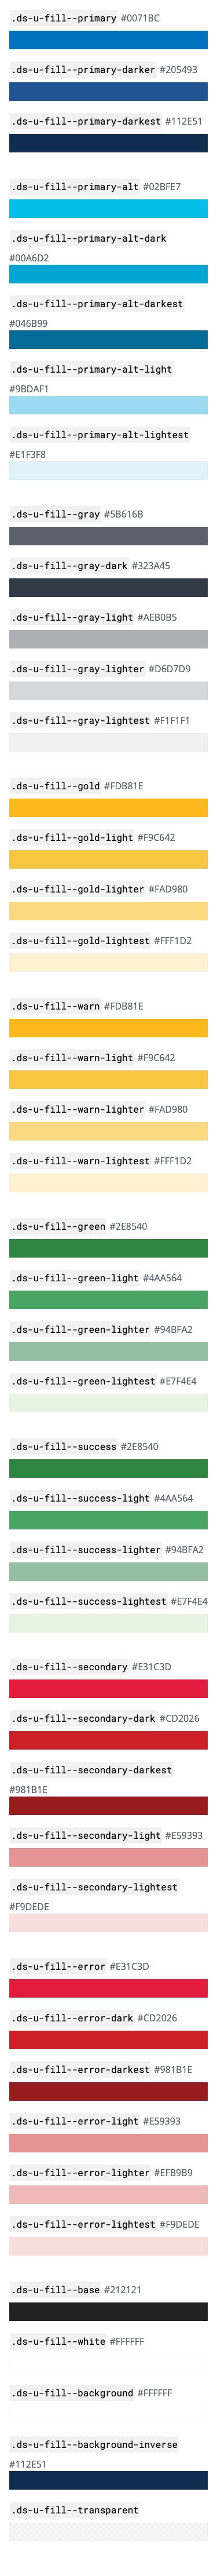 .ds-u-fill--primary #0071BC
.ds-u-fill--primary-darker #205493
.ds-u-fill--primary-darkest #112E51
.ds-u-fill--primary-alt #02BFE7
.ds-u-fill--primary-alt-dark
#00A6D2
.ds-u-fill--primary-alt-darkest
#046B99
.ds-u-fill--primary-alt-light
#9BDAF1
.ds-u-fill--primary-alt-lightest
#E1F3F8
.ds-u-fill--gray #5B616B
.ds-u-fill--gray-dark #323A45
.ds-u-fill--gray-light #AEB0B5
.ds-u-fill--gray-lighter #D6D7D9
.ds-u-fill--gray-lightest #F1F1F1
.ds-u-fill--gold #FDB81E
.ds-u-fill--gold-light #F9C642
.ds-u-fill--gold-lighter #FAD980
.ds-u-fill--gold-lightest #FFF1D2
.ds-u-fill--warn #FDB81E
.ds-u-fill--warn-light #F9C642
.ds-u-fill--warn-lighter #FAD980
.ds-u-fill--warn-lightest #FFF1D2
.ds-u-fill--green #2E8540
.ds-u-fill--green-light #4AA564
.ds-u-fill--green-lighter #94BFA2
.ds-u-fill--green-lightest #E7F4E4
.ds-u-fill--success #2E8540
.ds-u-fill--success-light #4AA564
.ds-u-fill--success-lighter #94BFA2
.ds-u-fill--success-lightest #E7F4E4
.ds-u-fill--secondary #E31C3D
.ds-u-fill--secondary-dark #CD2026
.ds-u-fill--secondary-darkest
#981B1E
.ds-u-fill--secondary-light #E59393
.ds-u-fill--secondary-lightest
#F9DEDE
.ds-u-fill--error #E31C3D
.ds-u-fill--error-dark #CD2026
.ds-u-fill--error-darkest #981B1E
.ds-u-fill--error-light #E59393
.ds-u-fill--error-lighter #EFB9B9
.ds-u-fill--error-lightest #F9DEDE
.ds-u-fill--base #212121
.ds-u-fill--white #FFFFFF
.ds-u-fill--background #FFFFFF
.ds-u-fill--background-inverse
#112E51
.ds-u-fill--transparent